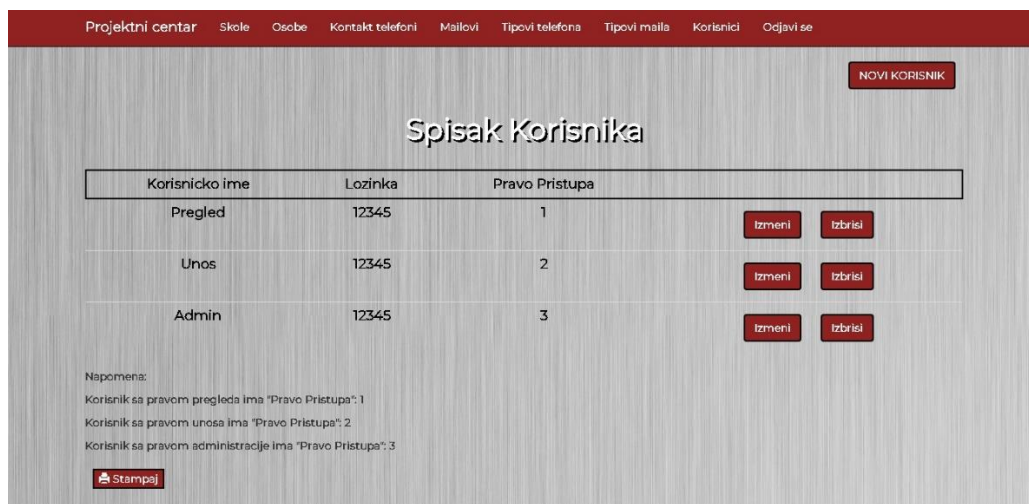 Projektni centar Skole Osobe Kontakt telefoni Mailovi Tipovi telefona Tipovi maila Korisnici Odjavi se
NOVI KORISNIK
Spisak Korisnika
Korisnicko ime Lozinka Pravo Pristupa
Pregled 12345 1 Izmeni Izbrisi
Unos 12345 2 Izmeni Izbrisi
Admin 12345 3 Izmeni Izbrisi
Napomena:
Korisnik sa pravom pregleda ima "Pravo Pristupa": 1
Korisnik sa pravom unosa ima "Pravo Pristupa": 2
Korisnik sa pravom administracije ima "Pravo Pristupa": 3
Stampaj